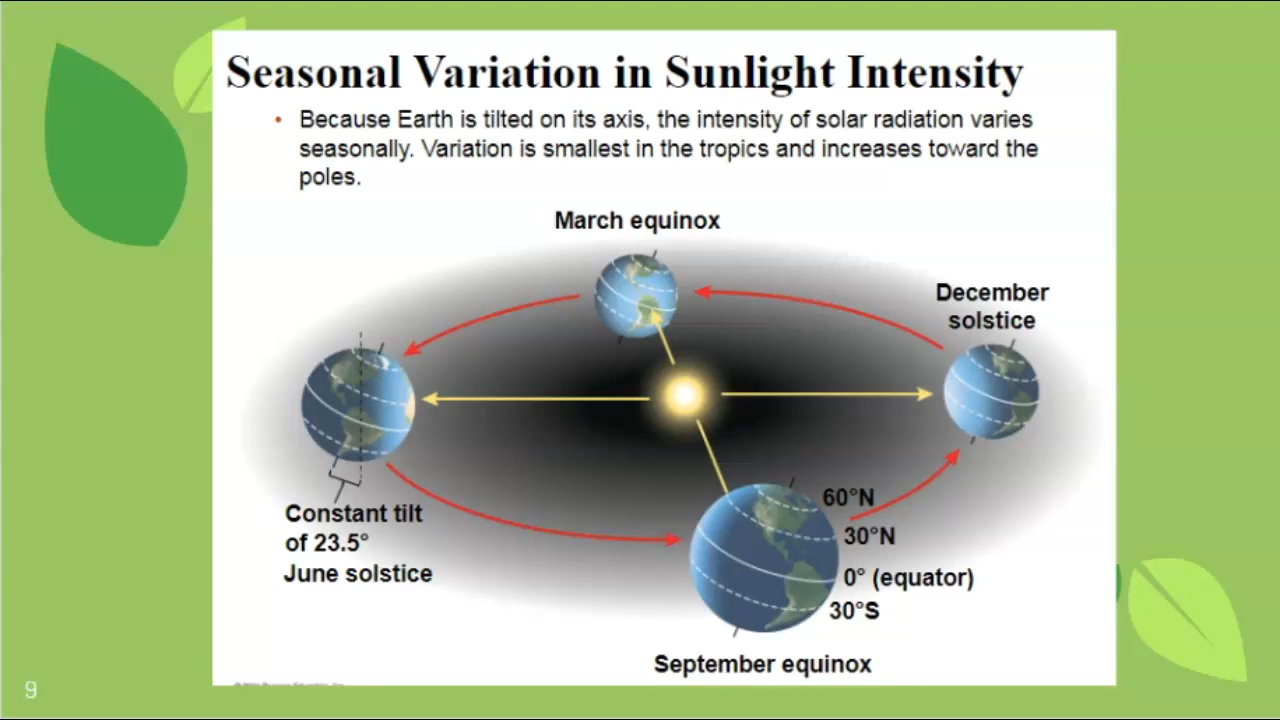 Seasonal Variation in Sunlight Intensity
• Because Earth is tilted on its axis, the intensity of solar radiation varies
seasonally. Variation is smallest in the tropics and increases toward the
poles.
March equinox
December
solstice
60°N
30°N
0° (equator)
30°S
Constant tilt
of 23.5°
June solstice
September equinox
9